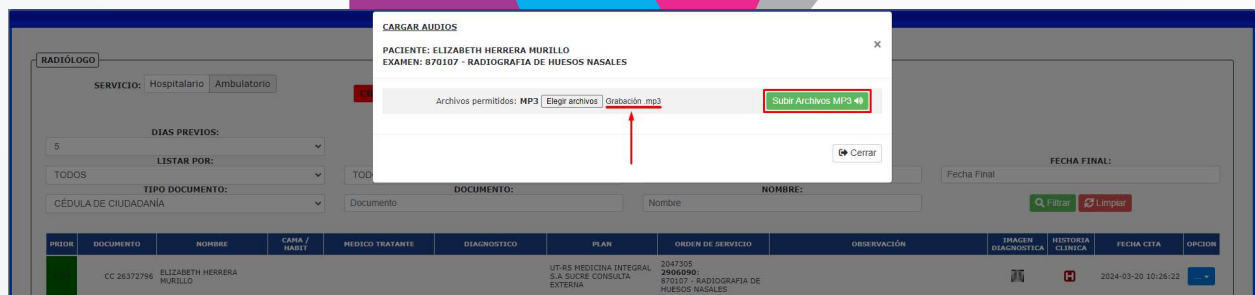 CARGAR AUDIOS
×
PACIENTE: ELIZABETH HERRERA MURILLO
EXAMEN: 870107 - RADIOGRAFIA DE HUESOS NASALES
Archivos permitidos: MP3 Elegir archivos Grabación .mp3
Subir Archivos MP3
Cerrar
RADIÓLOGO
SERVICIO: Hospitalario Ambulatorio
DIAS PREVIOS:
5
LISTAR POR:
FECHA FINAL:
TODOS
Fecha Final
TIPO DOCUMENTO:
DOCUMENTO:
NOMBRE:
CÉDULA DE CIUDADANÍA
Documento
Nombre
Filtrar
Limpiar
PRIOR DOCUMENTO NOMBRE CAMA / HABIT MEDICO TRATANTE DIAGNOSTICO PLAN ORDEN DE SERVICIO OBSERVACIÓN IMAGEN DIAGNOSTICA HISTORIA CLINICA FECHA CITA OPCION
CC 26372796
ELIZABETH HERRERA
MURILLO
UT-RS MEDICINA INTEGRAL
S.A SUCRE CONSULTA
EXTERNA
2047305
2906090:
870107 - RADIOGRAFIA DE
HUESOS NASALES
H
2024-03-20 10:26:22
...